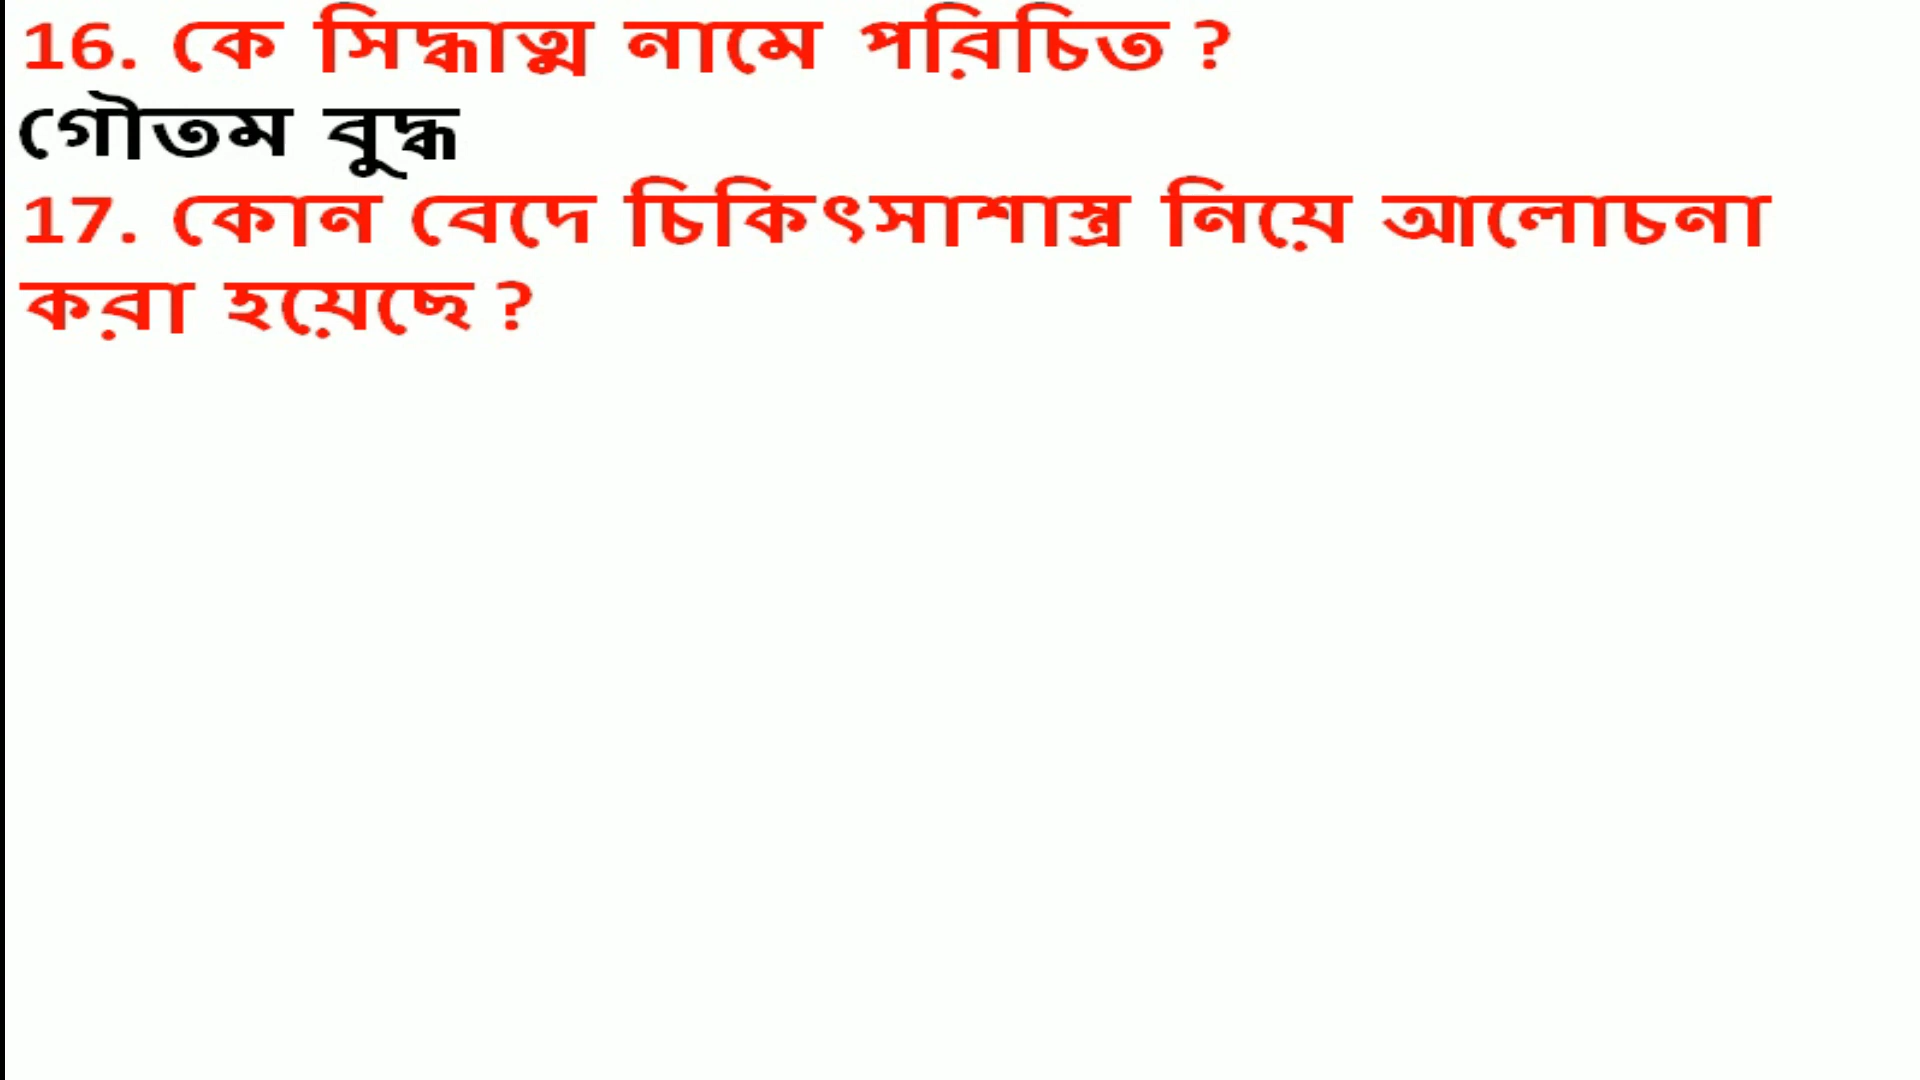 16. কে সিদ্ধাত্ম নামে পরিচিত ?
গৌতম বুদ্ধ
17. কোন বেদে চিকিৎসাশাস্ত্র নিয়ে আলোচনা
করা হয়েছে ?